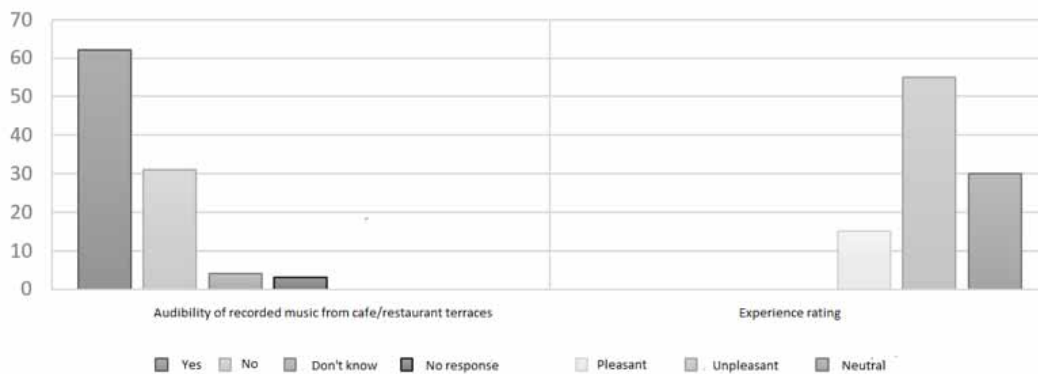 70
60
50
40
30
20
10
0
Audibility of recorded music from cafe/restaurant terraces
Experience rating
Yes No Don't know No response Pleasant Unpleasant Neutral